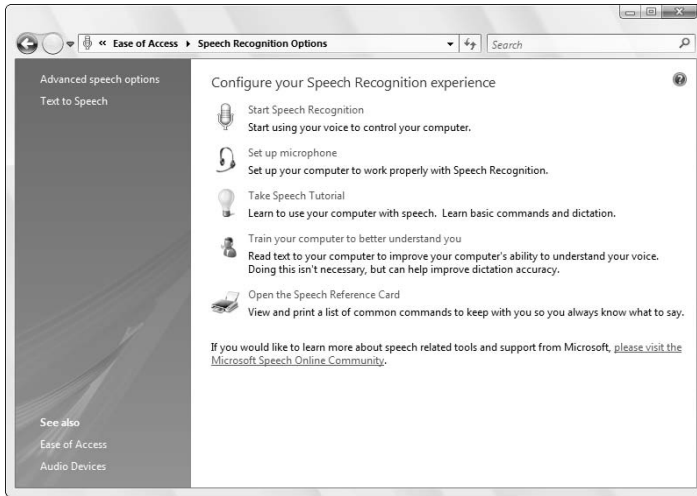 « Ease of Access ▸ Speech Recognition Options
Search
Advanced speech options
Text to Speech
Configure your Speech Recognition experience
Start Speech Recognition
Start using your voice to control your computer.
Set up microphone
Set up your computer to work properly with Speech Recognition.
Take Speech Tutorial
Learn to use your computer with speech. Learn basic commands and dictation.
Train your computer to better understand you
Read text to your computer to improve your computer's ability to understand your voice.
Doing this isn't necessary, but can help improve dictation accuracy.
Open the Speech Reference Card
View and print a list of common commands to keep with you so you always know what to say.
If you would like to learn more about speech related tools and support from Microsoft, please visit the
Microsoft Speech Online Community.
See also
Ease of Access
Audio Devices